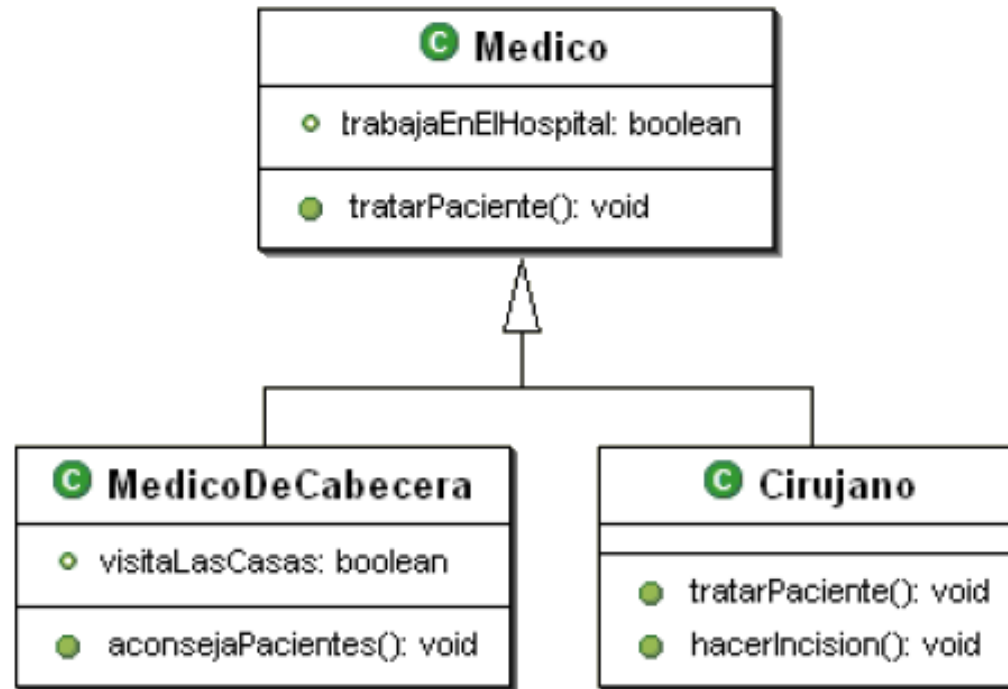 C Medico
trabajaEnElHospital: boolean
tratarPaciente(): void
C MedicoDeCabecera
visitaLasCasas: boolean
aconsejaPacientes(): void
C Cirujano
tratarPaciente(): void
hacerIncision(): void